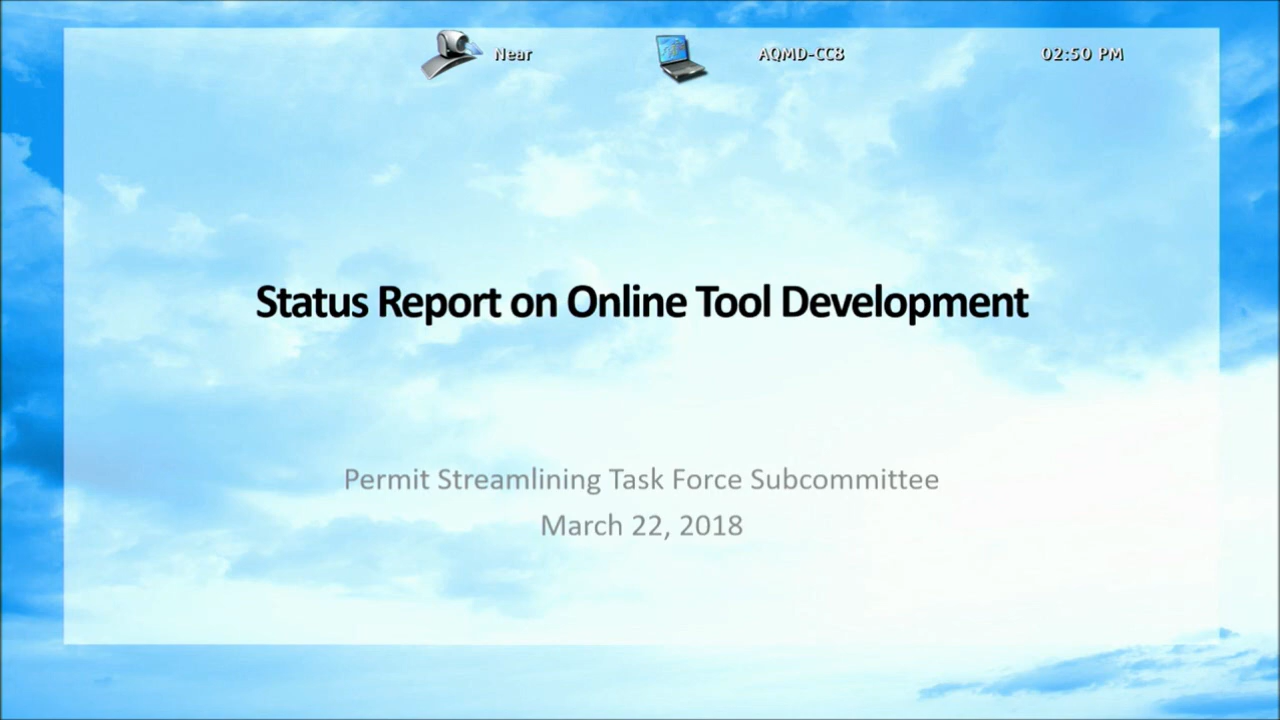 Near AQMD-CC8 02:50 PM
Status Report on Online Tool Development
Permit Streamlining Task Force Subcommittee
March 22, 2018